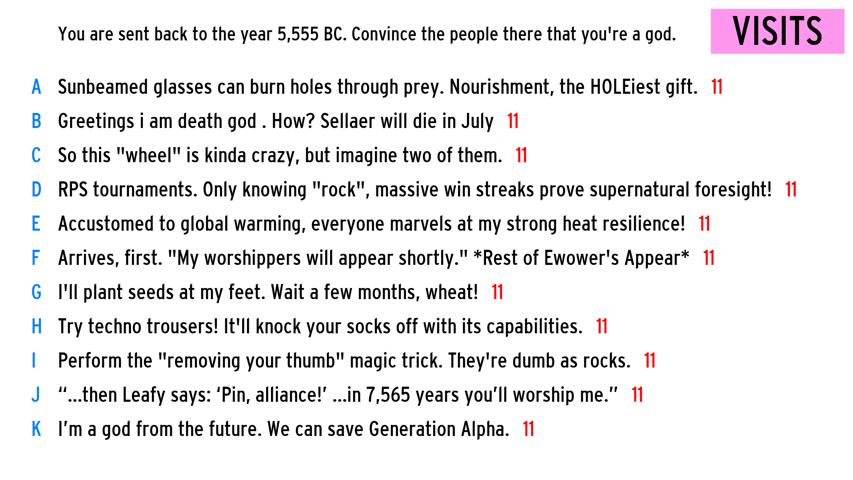 You are sent back to the year 5,555 BC. Convince the people there that you're a god.
VISITS
A Sunbeamed glasses can burn holes through prey. Nourishment, the HOLEiest gift. 11
B Greetings i am death god . How? Sellaer will die in July 11
C So this "wheel" is kinda crazy, but imagine two of them. 11
D RPS tournaments. Only knowing "rock", massive win streaks prove supernatural foresight! 11
E Accustomed to global warming, everyone marvels at my strong heat resilience! 11
F Arrives, first. "My worshippers will appear shortly." *Rest of Ewower's Appear* 11
G I'll plant seeds at my feet. Wait a few months, wheat! 11
H Try techno trousers! It'll knock your socks off with its capabilities. 11
I Perform the "removing your thumb" magic trick. They're dumb as rocks. 11
J “...then Leafy says: ‘Pin, alliance!’ ...in 7,565 years you’ll worship me.” 11
K I’m a god from the future. We can save Generation Alpha. 11